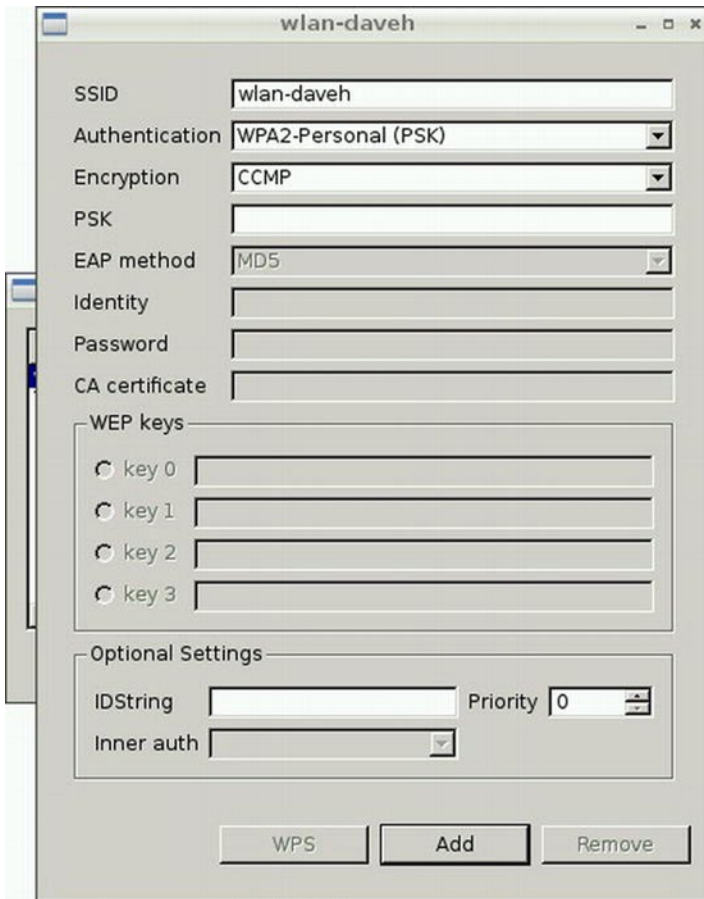 wlan-daveh
SSID wlan-daveh
Authentication WPA2-Personal (PSK)
Encryption CCMP
PSK
EAP method MD5
Identity
Password
CA certificate
WEP keys
key 0
key 1
key 2
key 3
Optional Settings
IDString Priority 0
Inner auth
WPS Add Remove